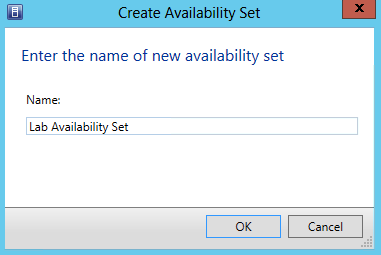 Create Availability Set
x
Enter the name of new availability set
Name:
Lab Availability Set
OK
Cancel